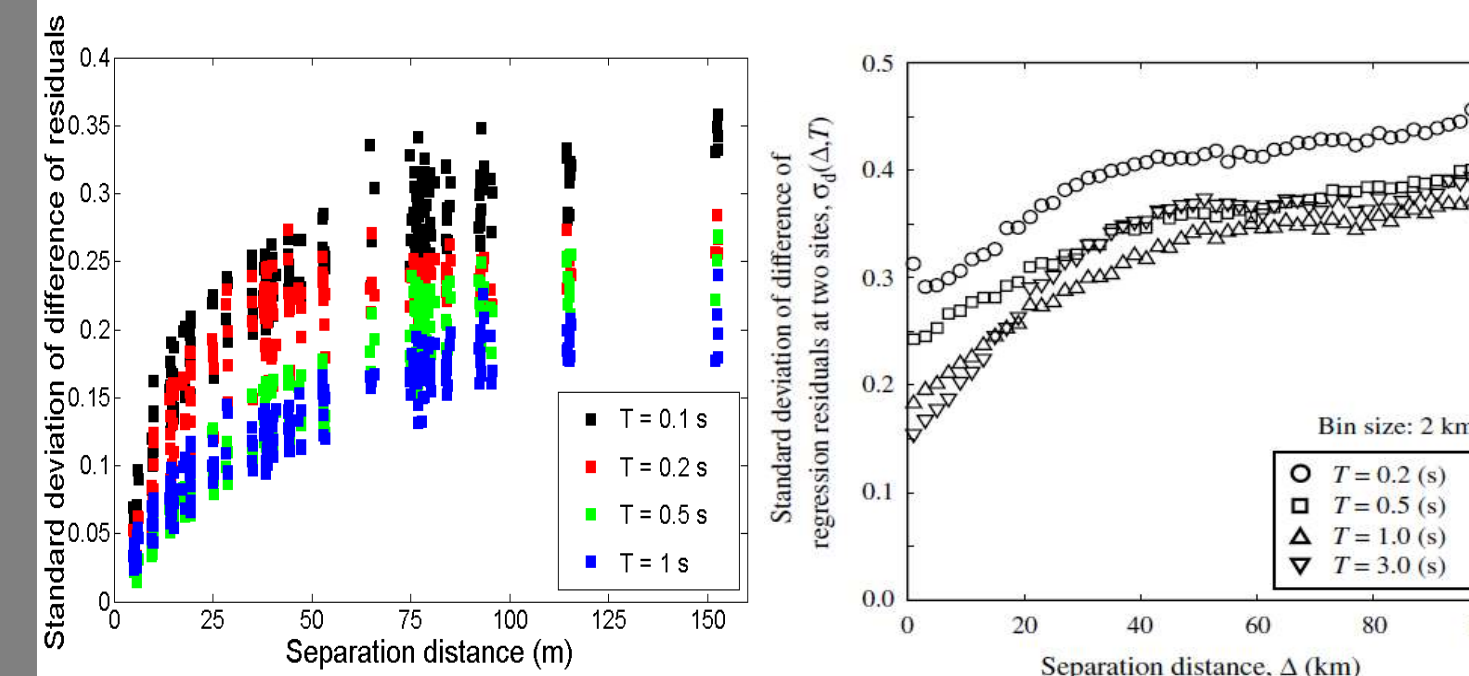 Standard deviation of difference of residuals
0.4
0.35
0.3
0.25
0.2
0.15
0.1
0.05
0
0 25 50 75 100 125 150
Separation distance (m)
T = 0.1 s
T = 0.2 s
T = 0.5 s
T = 1 s
Standard deviation of difference of
regression residuals at two sites, σd(Δ,T)
0.5
0.4
0.3
0.2
0.1
0.0
0 20 40 60 80
Separation distance, Δ (km)
Bin size: 2 km
T = 0.2 (s)
T = 0.5 (s)
T = 1.0 (s)
T = 3.0 (s)